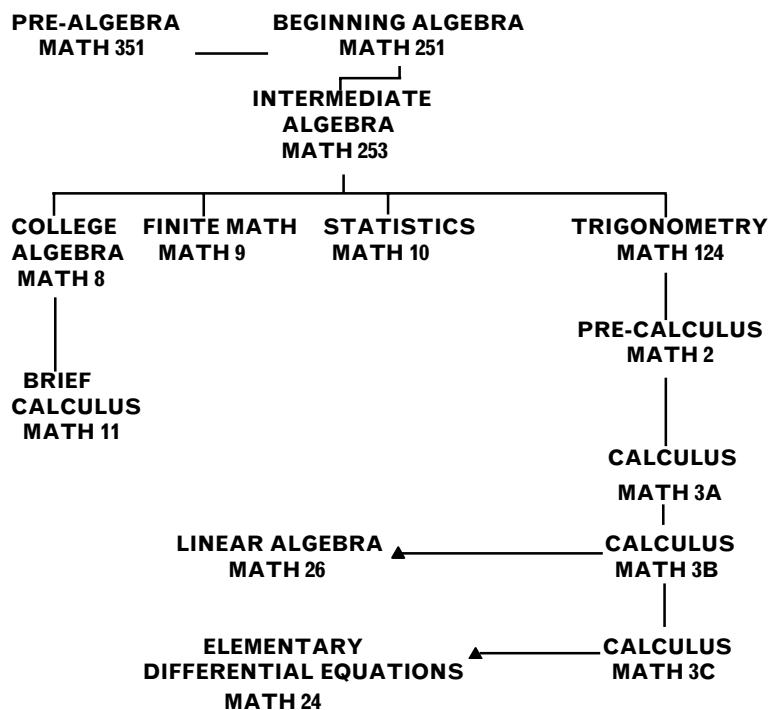 PRE-ALGEBRA
MATH 351
BEGINNING ALGEBRA
MATH 251
INTERMEDIATE
ALGEBRA
MATH 253
COLLEGE
ALGEBRA
MATH 8
FINITE MATH
MATH 9
STATISTICS
MATH 10
TRIGONOMETRY
MATH 124
PRE-CALCULUS
MATH 2
BRIEF
CALCULUS
MATH 11
CALCULUS
MATH 3A
LINEAR ALGEBRA
MATH 26
CALCULUS
MATH 3B
ELEMENTARY
DIFFERENTIAL EQUATIONS
MATH 24
CALCULUS
MATH 3C